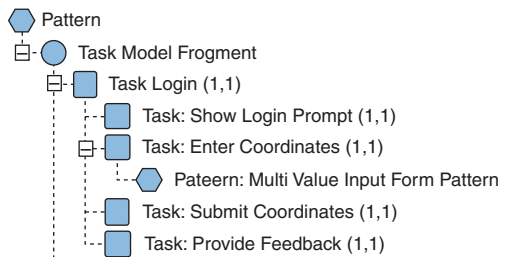 Pattern
Task Model Frogment
Task Login (1,1)
Task: Show Login Prompt (1,1)
Task: Enter Coordinates (1,1)
Pateern: Multi Value Input Form Pattern
Task: Submit Coordinates (1,1)
Task: Provide Feedback (1,1)